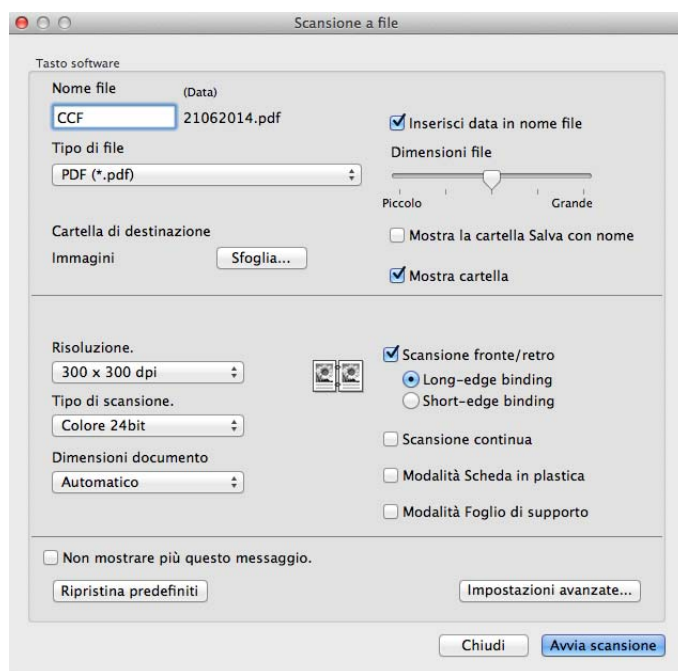 Scansione a file
Tasto software
Nome file
(Data)
CCF
21062014.pdf
Inserisci data in nome file
Tipo di file
Dimensioni file
PDF (*.pdf)
Piccolo
Grande
Cartella di destinazione
Mostra la cartella Salva con nome
Immagini
Sfoglia...
Mostra cartella
Risoluzione.
Scansione fronte/retro
300 x 300 dpi
Long-edge binding
Tipo di scansione.
Short-edge binding
Colore 24bit
Scansione continua
Dimensioni documento
Modalità Scheda in plastica
Automatico
Modalità Foglio di supporto
Non mostrare più questo messaggio.
Ripristina predefiniti
Impostazioni avanzate...
Chiudi
Avvia scansione